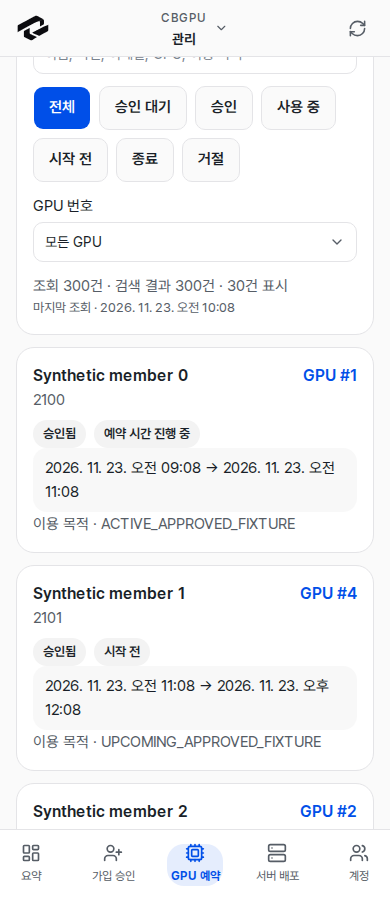 CBGPU
관리
전체
승인 대기
승인
사용 중
시작 전
종료
거절
GPU 번호
모든 GPU
조회 300건 · 검색 결과 300건 · 30건 표시
마지막 조회 · 2026. 11. 23. 오전 10:08
Synthetic member 0
GPU #1
2100
승인됨
예약 시간 진행 중
2026. 11. 23. 오전 09:08 → 2026. 11. 23. 오전
11:08
이용 목적 · ACTIVE_APPROVED_FIXTURE
Synthetic member 1
GPU #4
2101
승인됨
시작 전
2026. 11. 23. 오전 11:08 → 2026. 11. 23. 오후
12:08
이용 목적 · UPCOMING_APPROVED_FIXTURE
Synthetic member 2
GPU #2
요약
가입 승인
GPU 예약
서버 배포
계정